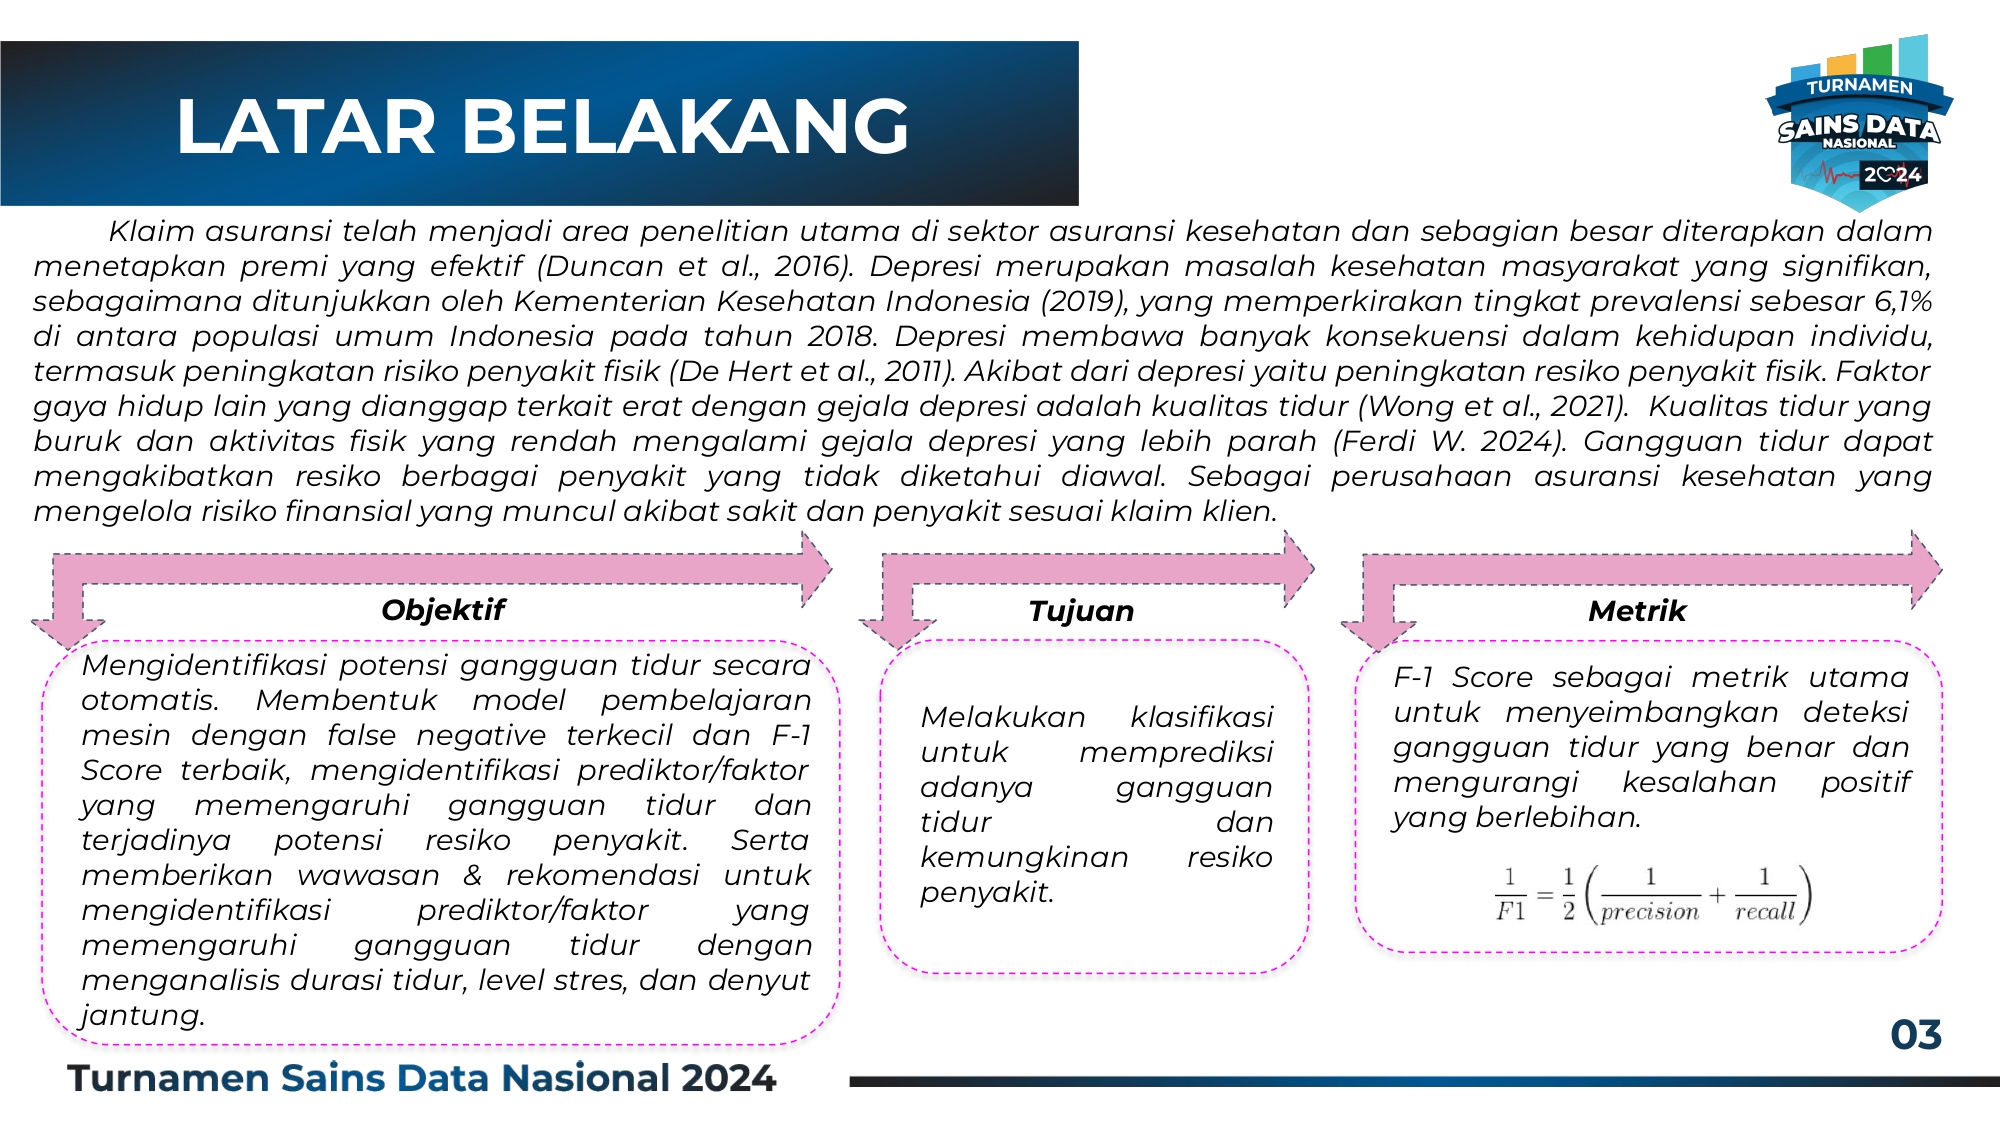 LATAR BELAKANG
TURNAMEN
SAINS DATA
NASIONAL
2024
Klaim asuransi telah menjadi area penelitian utama di sektor asuransi kesehatan dan sebagian besar diterapkan dalam
menetapkan premi yang efektif (Duncan et al., 2016). Depresi merupakan masalah kesehatan masyarakat yang signifikan,
sebagaimana ditunjukkan oleh Kementerian Kesehatan Indonesia (2019), yang memperkirakan tingkat prevalensi sebesar 6,1%
di antara populasi umum Indonesia pada tahun 2018. Depresi membawa banyak konsekuensi dalam kehidupan individu,
termasuk peningkatan risiko penyakit fisik (De Hert et al., 2011). Akibat dari depresi yaitu peningkatan resiko penyakit fisik. Faktor
gaya hidup lain yang dianggap terkait erat dengan gejala depresi adalah kualitas tidur (Wong et al., 2021). Kualitas tidur yang
buruk dan aktivitas fisik yang rendah mengalami gejala depresi yang lebih parah (Ferdi W. 2024). Gangguan tidur dapat
mengakibatkan resiko berbagai penyakit yang tidak diketahui diawal. Sebagai perusahaan asuransi kesehatan yang
mengelola risiko finansial yang muncul akibat sakit dan penyakit sesuai klaim klien.
Objektif
Mengidentifikasi potensi gangguan tidur secara
otomatis. Membentuk model pembelajaran
mesin dengan false negative terkecil dan F-1
Score terbaik, mengidentifikasi prediktor/faktor
yang memengaruhi gangguan tidur dan
terjadinya potensi resiko penyakit. Serta
memberikan wawasan & rekomendasi untuk
mengidentifikasi prediktor/faktor yang
memengaruhi gangguan tidur dengan
menganalisis durasi tidur, level stres, dan denyut
jantung.
Tujuan
Melakukan klasifikasi
untuk memprediksi
adanya gangguan
tidur dan
kemungkinan resiko
penyakit.
Metrik
F-1 Score sebagai metrik utama
untuk menyeimbangkan deteksi
gangguan tidur yang benar dan
mengurangi kesalahan positif
yang berlebihan.
1/F1 = 1/2 (1/precision + 1/recall)
03
Turnamen Sains Data Nasional 2024